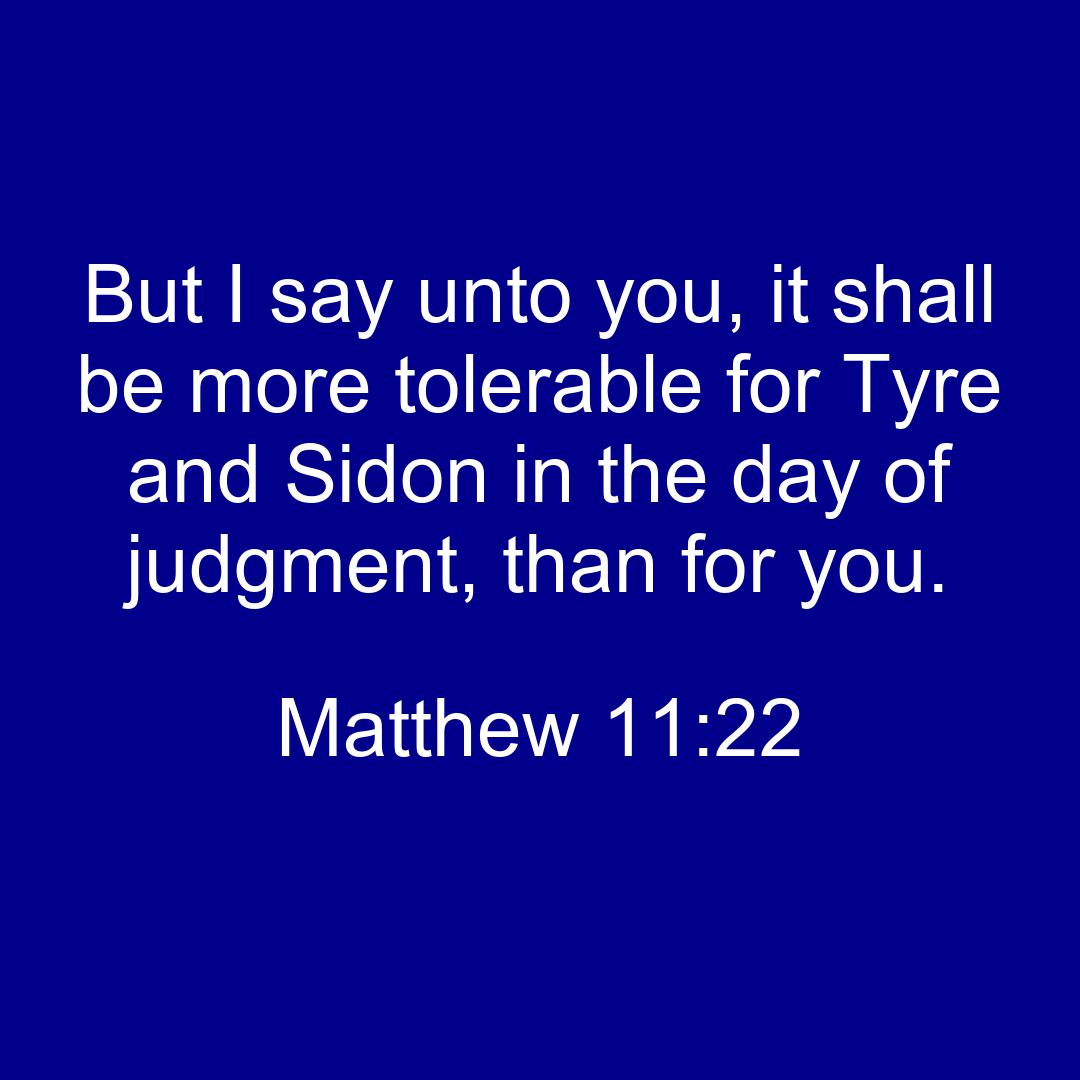 But I say unto you, it shall
be more tolerable for Tyre
and Sidon in the day of
judgment, than for you.
Matthew 11:22